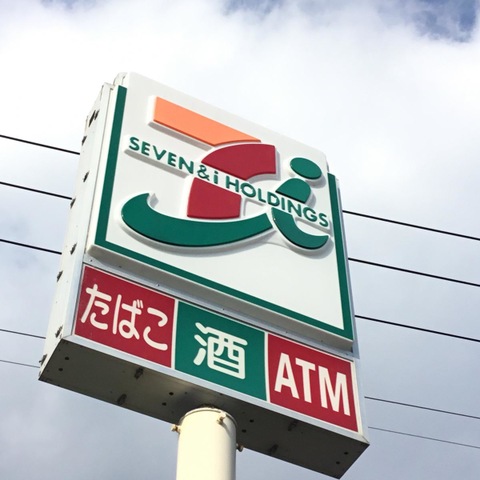 SEVEN&i HOLDINGS
たばこ 酒 ATM